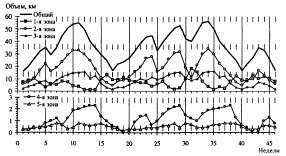 Объем, км
60
50
40
30
20
10
0
Общий
1-я зона
2-я зона
3-я зона
3
2
1
0
4-я зона
5-я зона
0 5 10 15 20 25 30 35 40 45
Недели